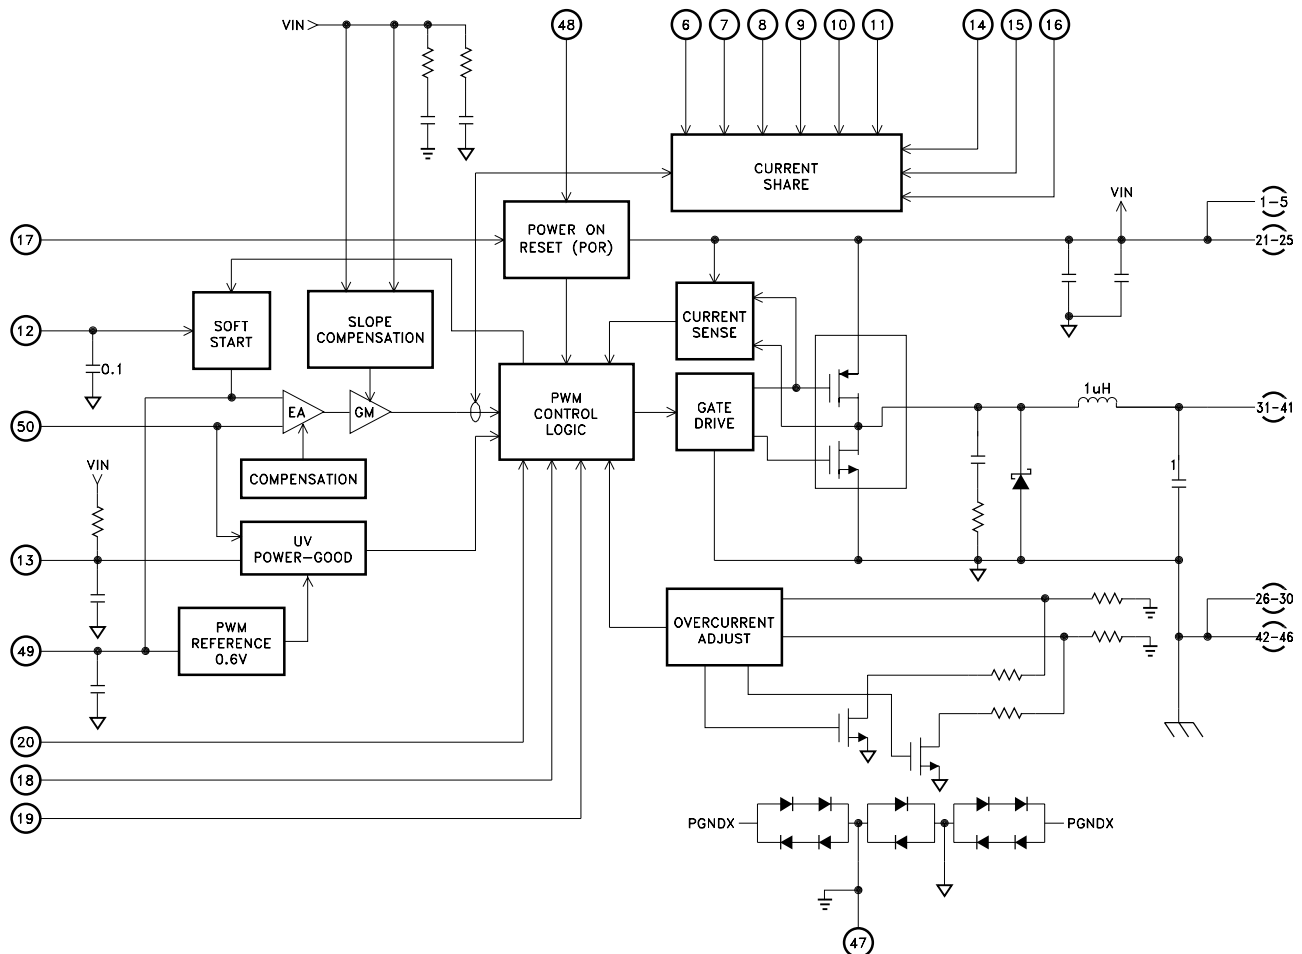 VIN
48
6
7
8
9
10
11
14
15
16
CURRENT
SHARE
VIN
1-5
17
POWER ON
RESET (POR)
21-25
12
SOFT
START
SLOPE
COMPENSATION
CURRENT
SENSE
0.1
PWM
CONTROL
LOGIC
GATE
DRIVE
1uH
31-41
EA
GM
50
VIN
COMPENSATION
1
13
UV
POWER-GOOD
26-30
OVERCURRENT
ADJUST
42-46
49
PWM
REFERENCE
0.6V
20
18
19
PGNDX
PGNDX
47